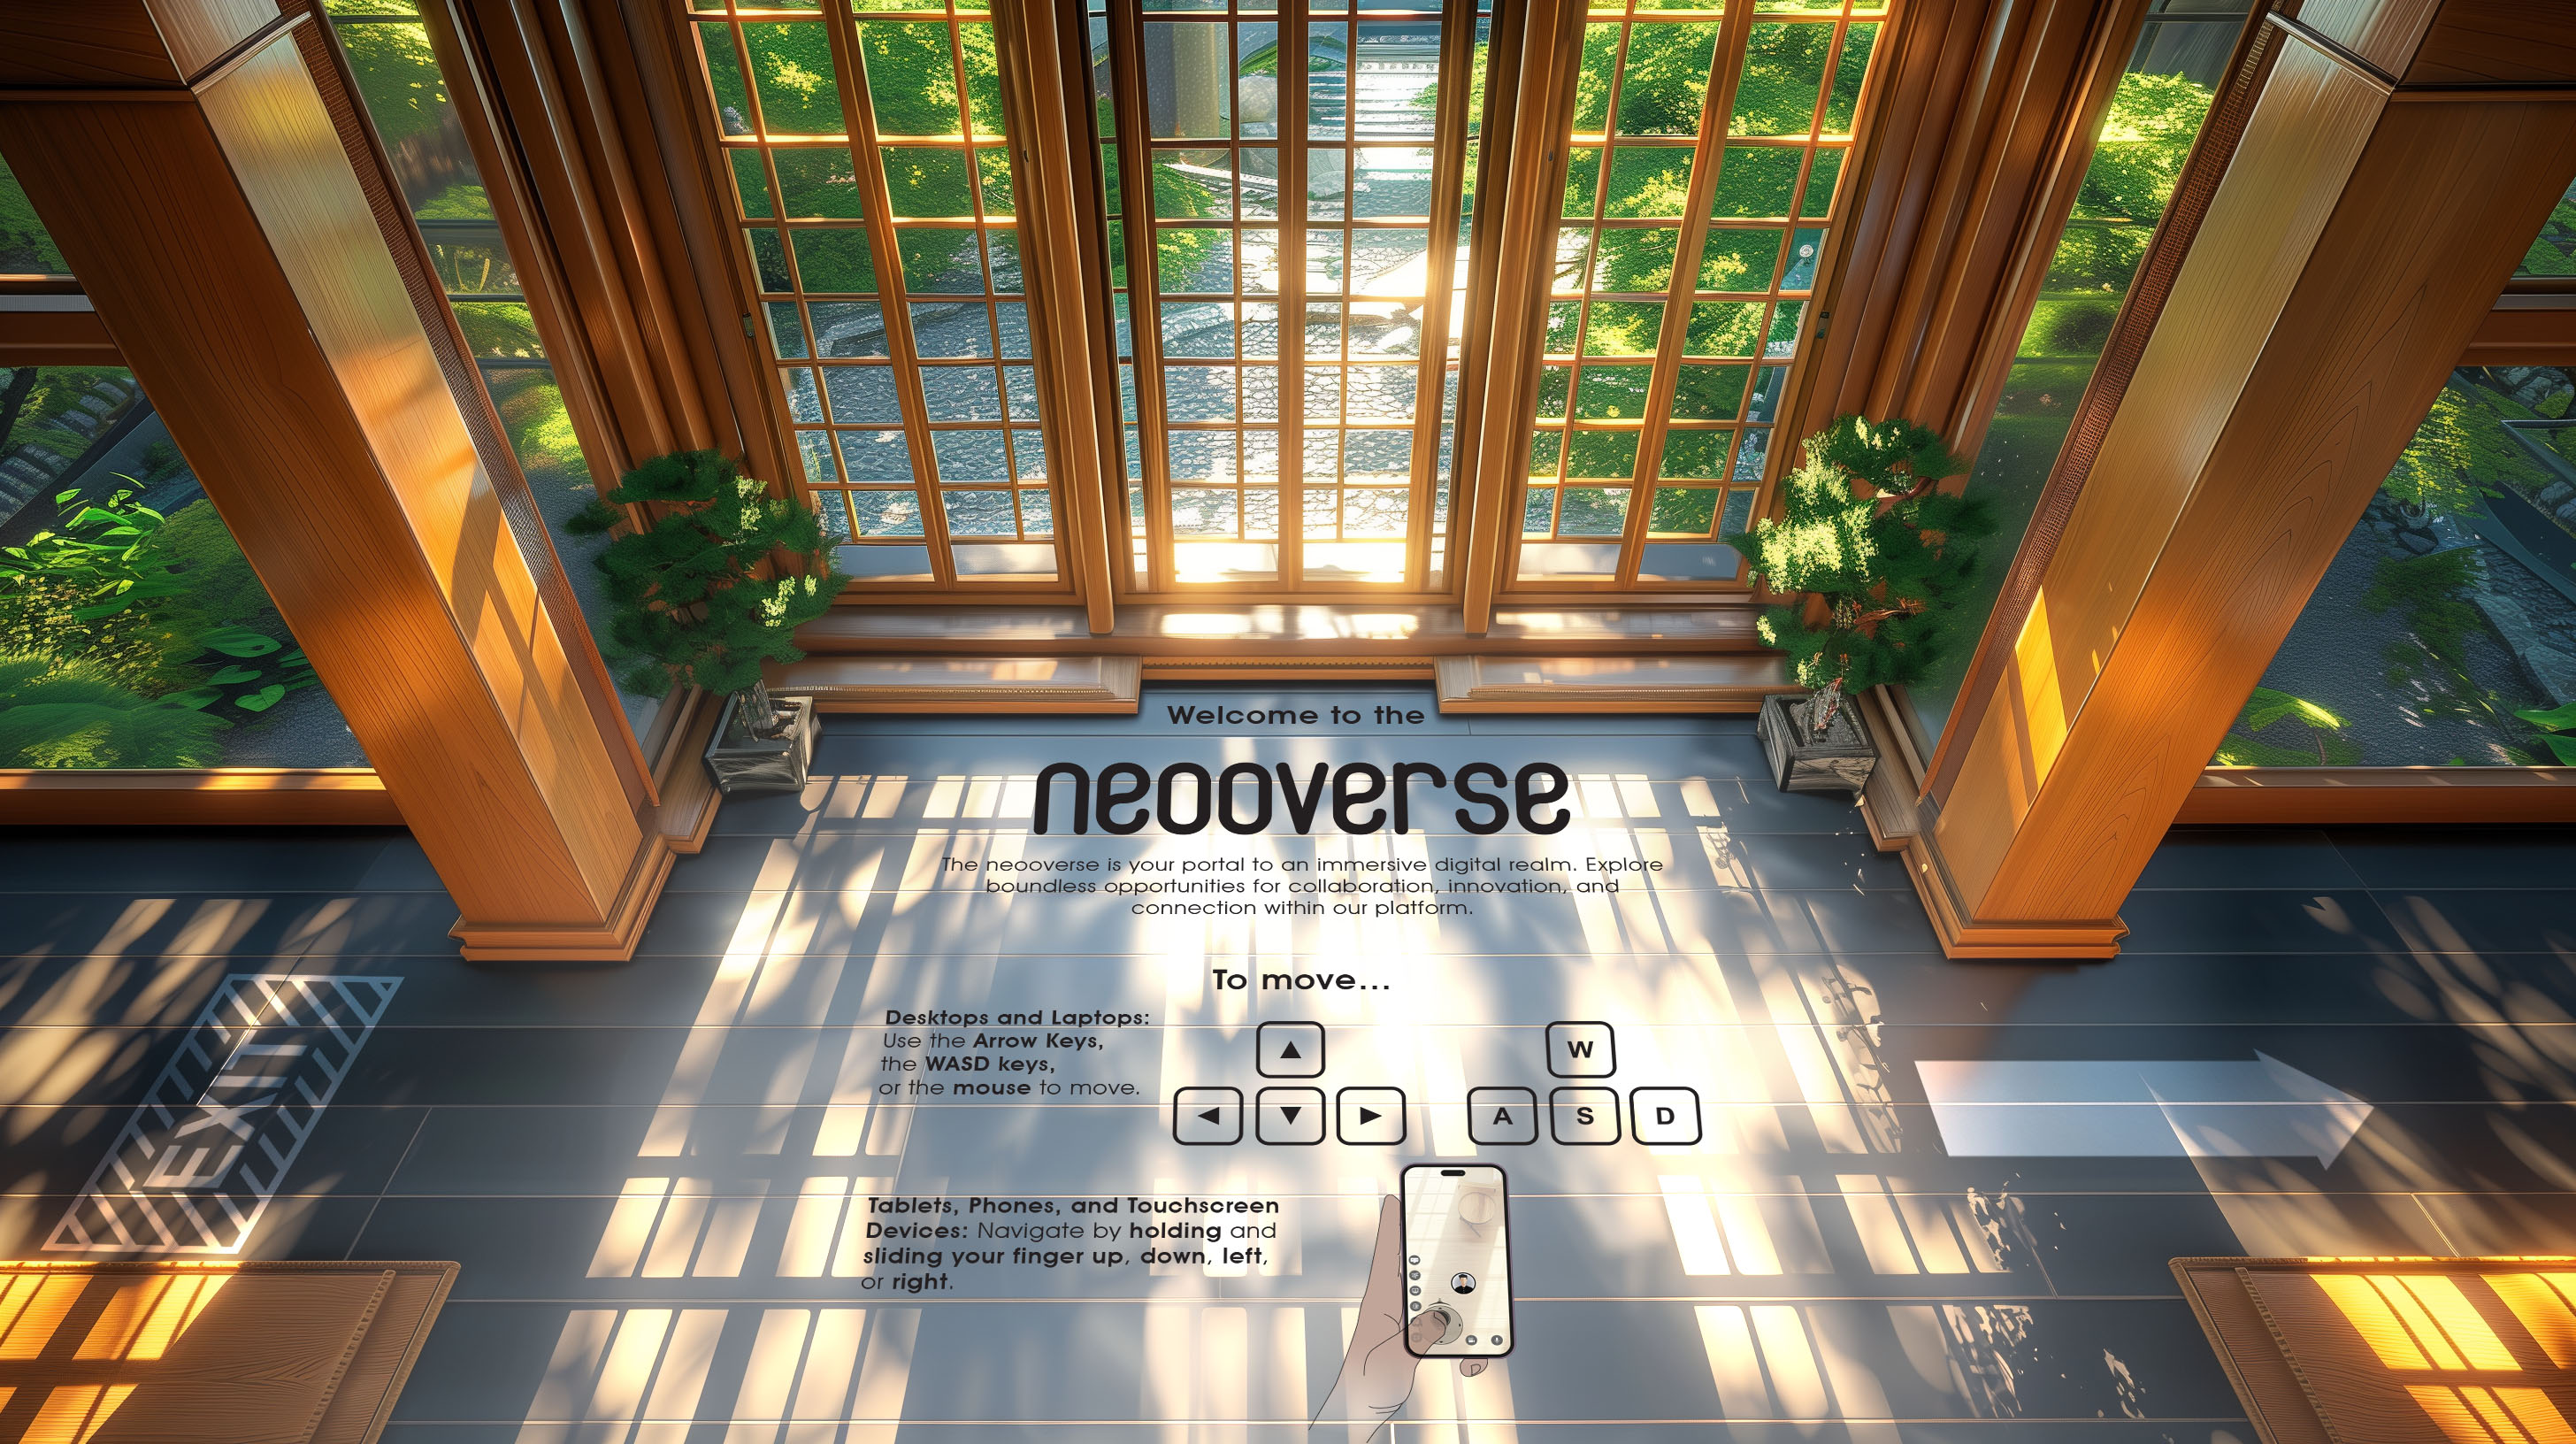 Welcome to the
neooverse
The neooverse is your portal to an immersive digital realm. Explore
boundless opportunities for collaboration, innovation, and
connection within our platform.
To move...
Desktops and Laptops:
Use the Arrow Keys,
the WASD keys,
or the mouse to move.
W
A S D
EXIT
Tablets, Phones, and Touchscreen
Devices: Navigate by holding and
sliding your finger up, down, left,
or right.